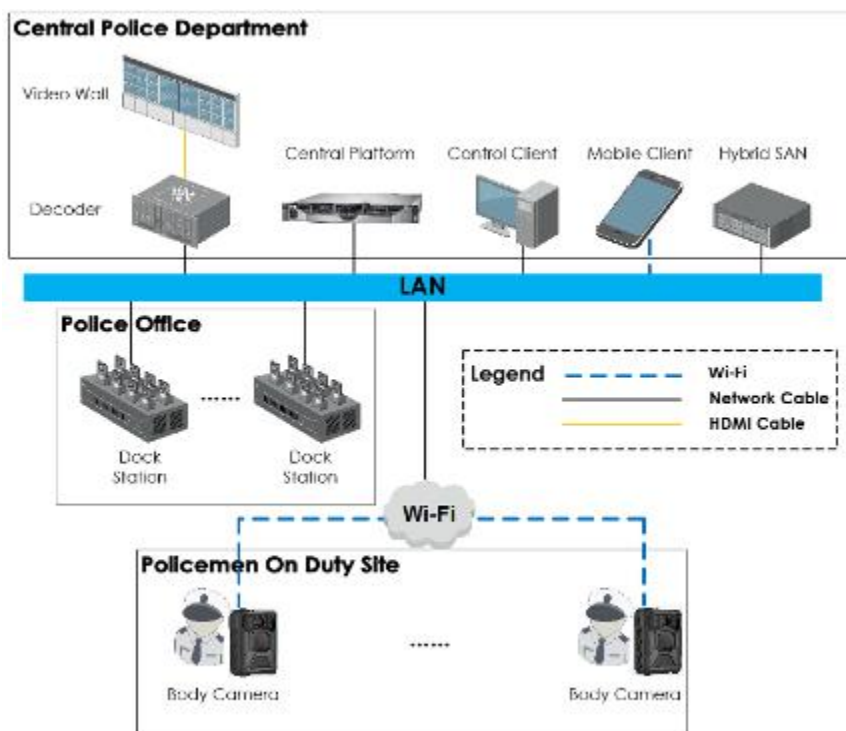 Central Police Department
Video Wall
Central Platform
Control Client
Mobile Client
Hybrid SAN
Decoder
LAN
Police Office
Dock
Station
......
Dock
Station
Legend
Wi-Fi
Network Cable
HDMI Cable
Wi-Fi
Policemen On Duty Site
......
Body Camera
Body Camera